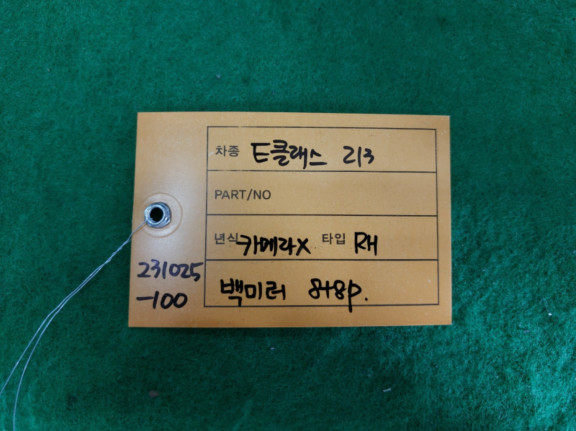 차종 E클래스 213
PART/NO
년식 카메라X 타입 RH
백미러 8+8P.
231025
-100